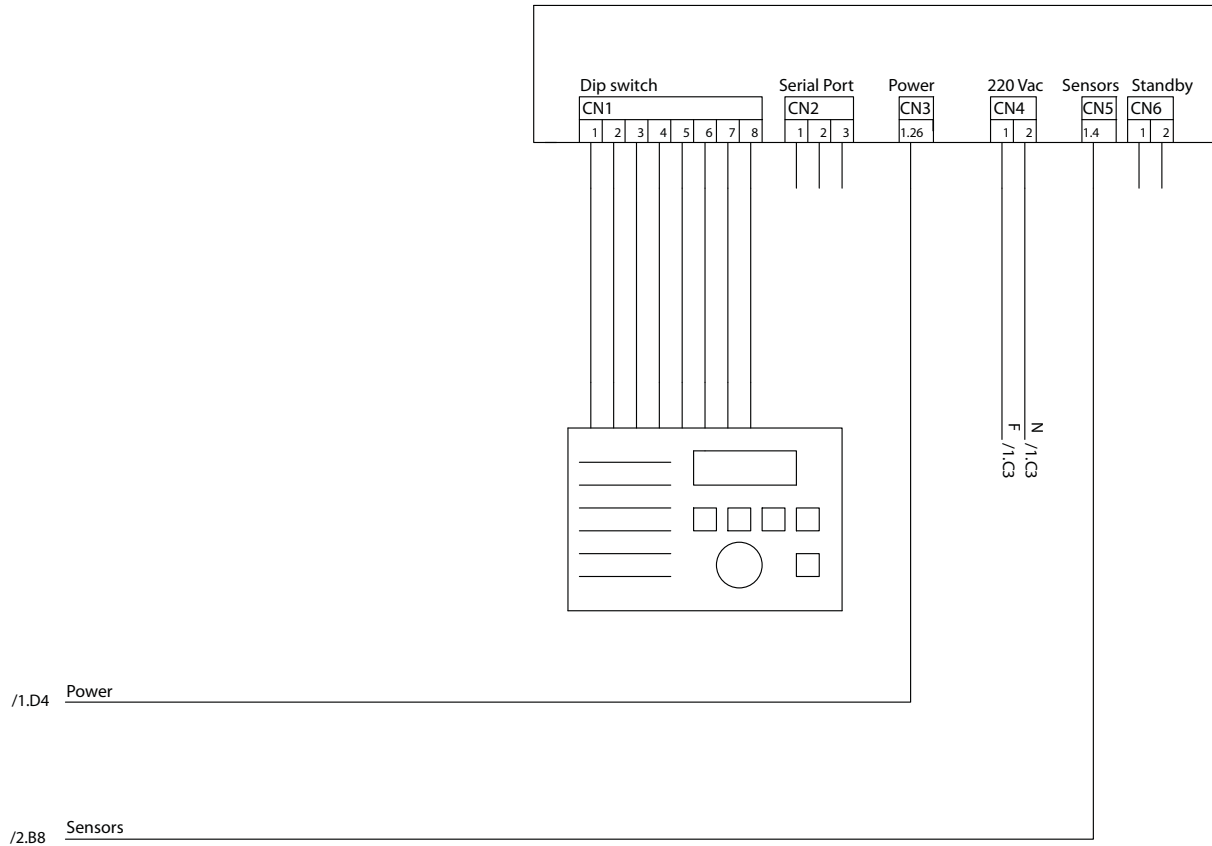 Dip switch Serial Port Power 220 Vac Sensors Standby
CN1 CN2 CN3 CN4 CN5 CN6
1 2 3 4 5 6 7 8 1 2 3 1.26 1 2 1.4 1 2
N /1.C3
F /1.C3
/1.D4 Power
/2.B8 Sensors